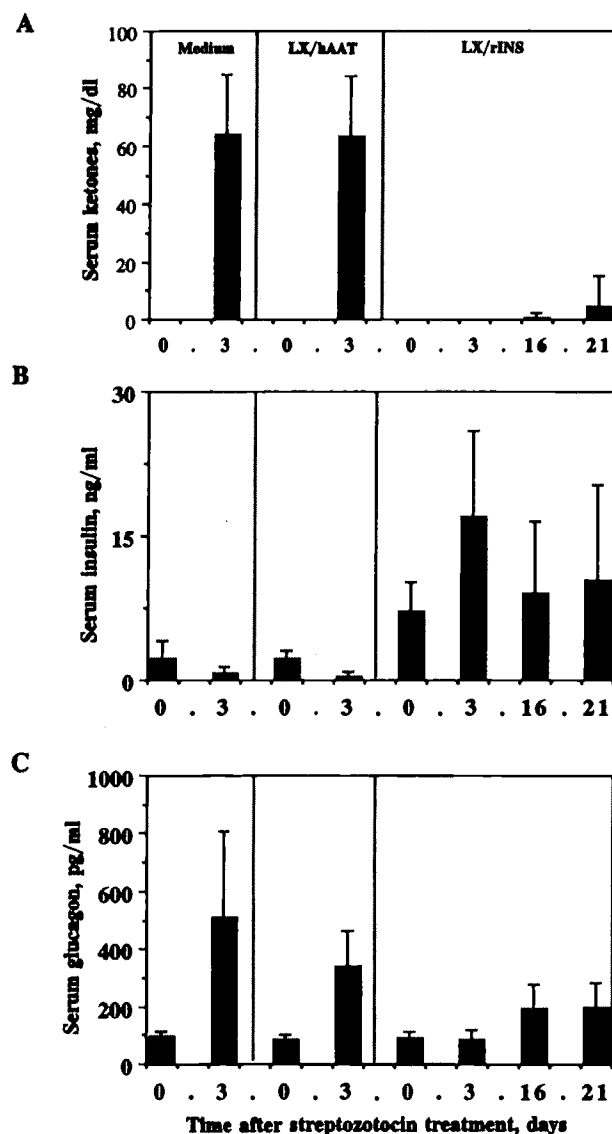 A
Serum ketones, mg/dl
100
80
60
40
20
0
Medium LX/hAAT LX/rINS
0 . 3 . 0 . 3 . 0 . 3 . 16 . 21
B
Serum insulin, ng/ml
30
15
0
0 . 3 . 0 . 3 . 0 . 3 . 16 . 21
C
Serum glucagon, pg/ml
1000
800
600
400
200
0
0 . 3 . 0 . 3 . 0 . 3 . 16 . 21
Time after streptozotocin treatment, days